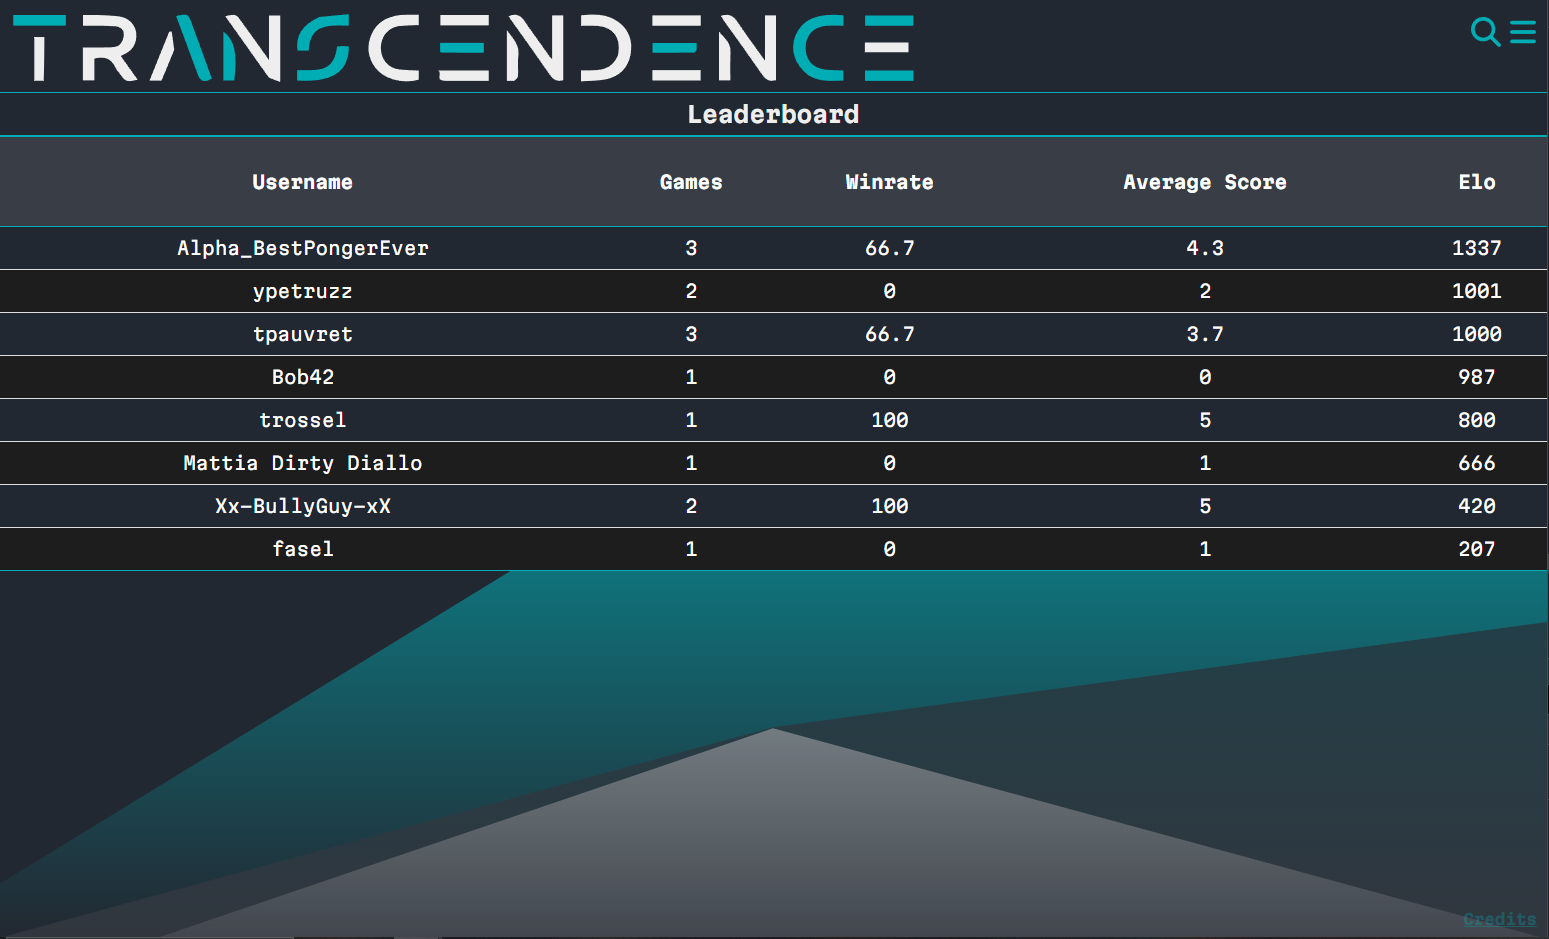 TRANSCENDENCE
Leaderboard
Username Games Winrate Average Score Elo
Alpha_BestPongerEver 3 66.7 4.3 1337
ypetruzz 2 0 2 1001
tpauvret 3 66.7 3.7 1000
Bob42 1 0 0 987
trossel 1 100 5 800
Mattia Dirty Diallo 1 0 1 666
Xx-BullyGuy-xX 2 100 5 420
fasel 1 0 1 207
Credits